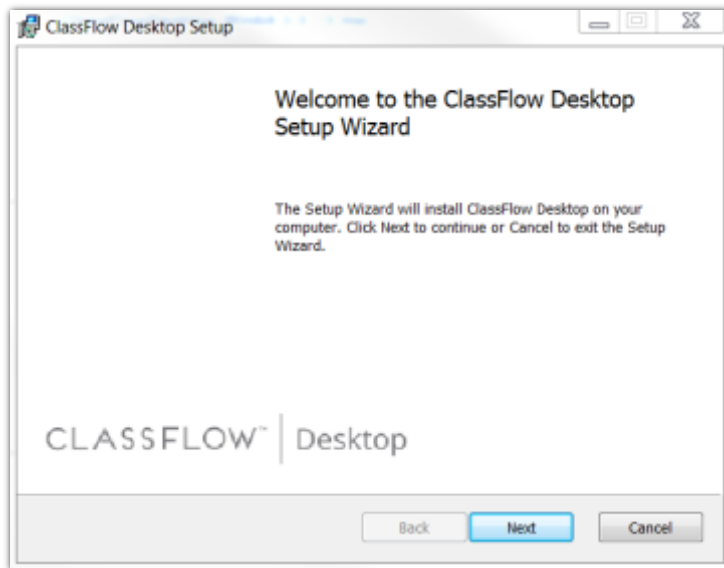 ClassFlow Desktop Setup
Welcome to the ClassFlow Desktop
Setup Wizard
The Setup Wizard will install ClassFlow Desktop on your
computer. Click Next to continue or Cancel to exit the Setup
Wizard.
CLASSFLOW™ Desktop
Back Next Cancel